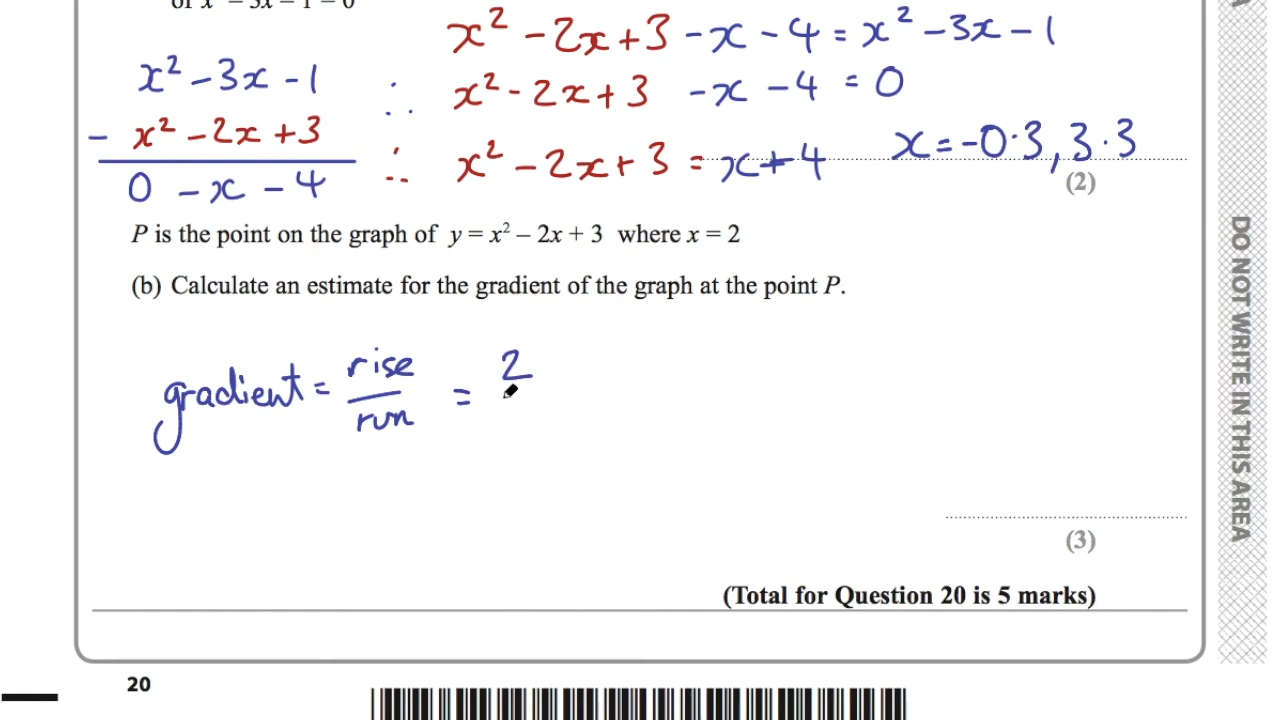 x² - 2x + 3 - x - 4 = x² - 3x - 1
x² - 3x - 1
∴ x² - 2x + 3 - x - 4 = 0
- x² - 2x + 3
0 - x - 4
∴ x² - 2x + 3 = x + 4
x = -0.3, 3.3
(2)
P is the point on the graph of y = x² – 2x + 3 where x = 2
(b) Calculate an estimate for the gradient of the graph at the point P.
gradient = rise/run = 2
(3)
(Total for Question 20 is 5 marks)
20
DO NOT WRITE IN THIS AREA